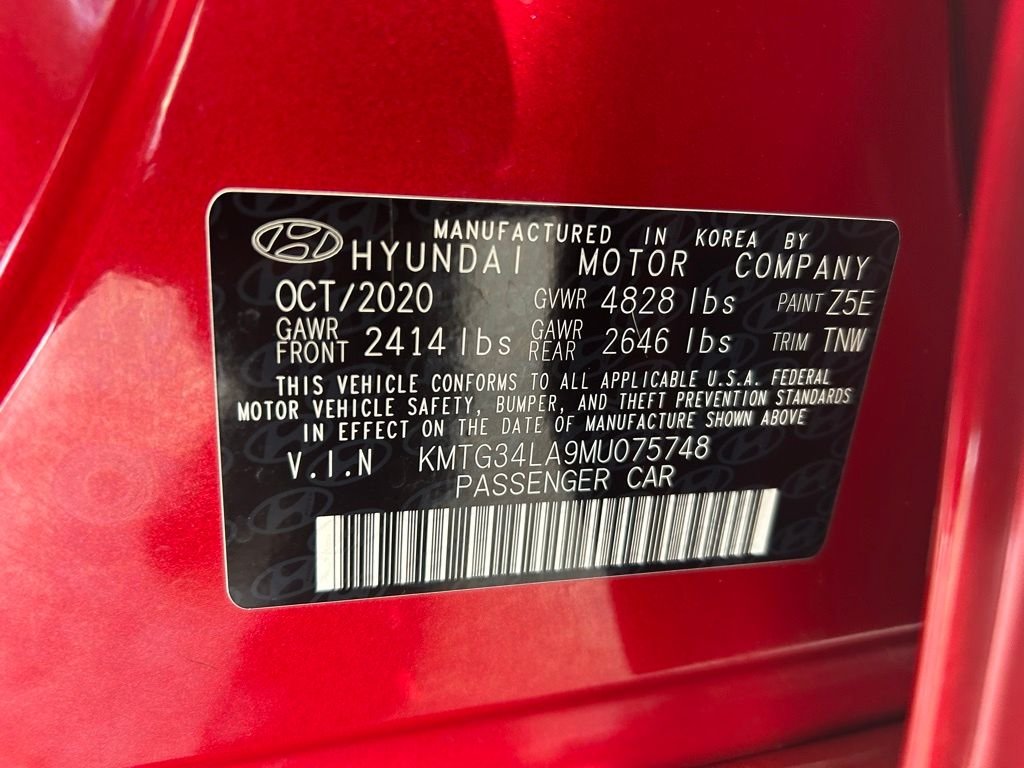 MANUFACTURED IN KOREA BY
HYUNDAI MOTOR COMPANY
OCT/2020 GVWR 4828 lbs PAINT Z5E
GAWR FRONT 2414 lbs GAWR REAR 2646 lbs TRIM TNW
THIS VEHICLE CONFORMS TO ALL APPLICABLE U.S.A. FEDERAL
MOTOR VEHICLE SAFETY, BUMPER, AND THEFT PREVENTION STANDARDS
IN EFFECT ON THE DATE OF MANUFACTURE SHOWN ABOVE
V.I.N KMTG34LA9MU075748
PASSENGER CAR